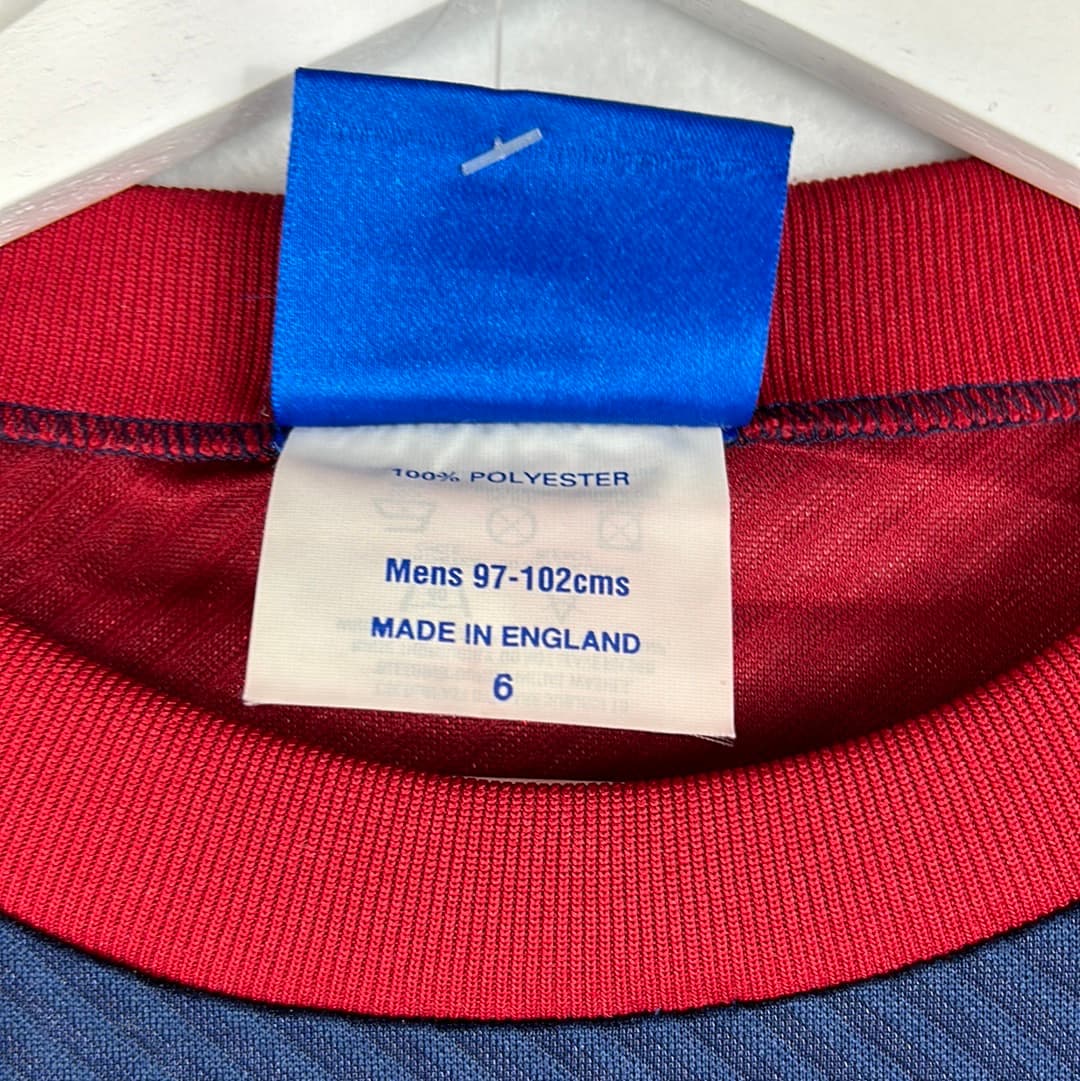 100% POLYESTER
Mens 97-102cms
MADE IN ENGLAND
6